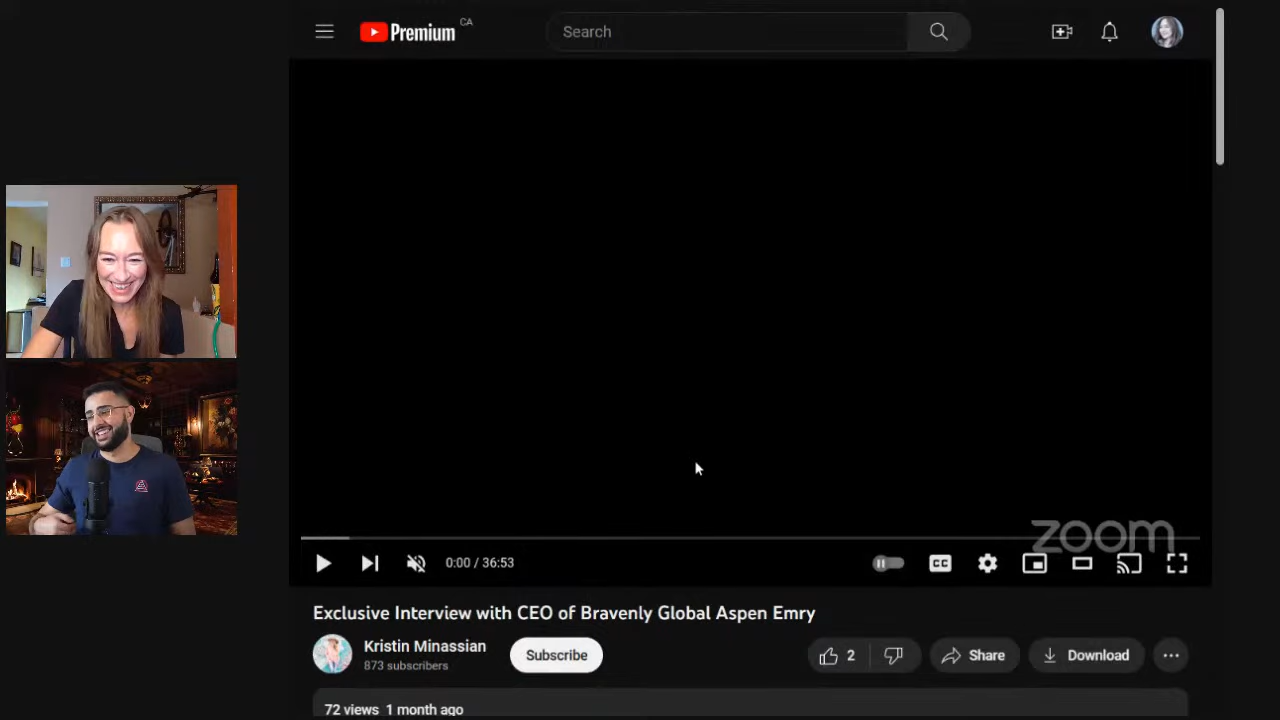 Premium CA
Search
zoom
0:00 / 36:53
CC
Exclusive Interview with CEO of Bravenly Global Aspen Emry
Kristin Minassian
873 subscribers
Subscribe
2
Share
Download
72 views 1 month ago